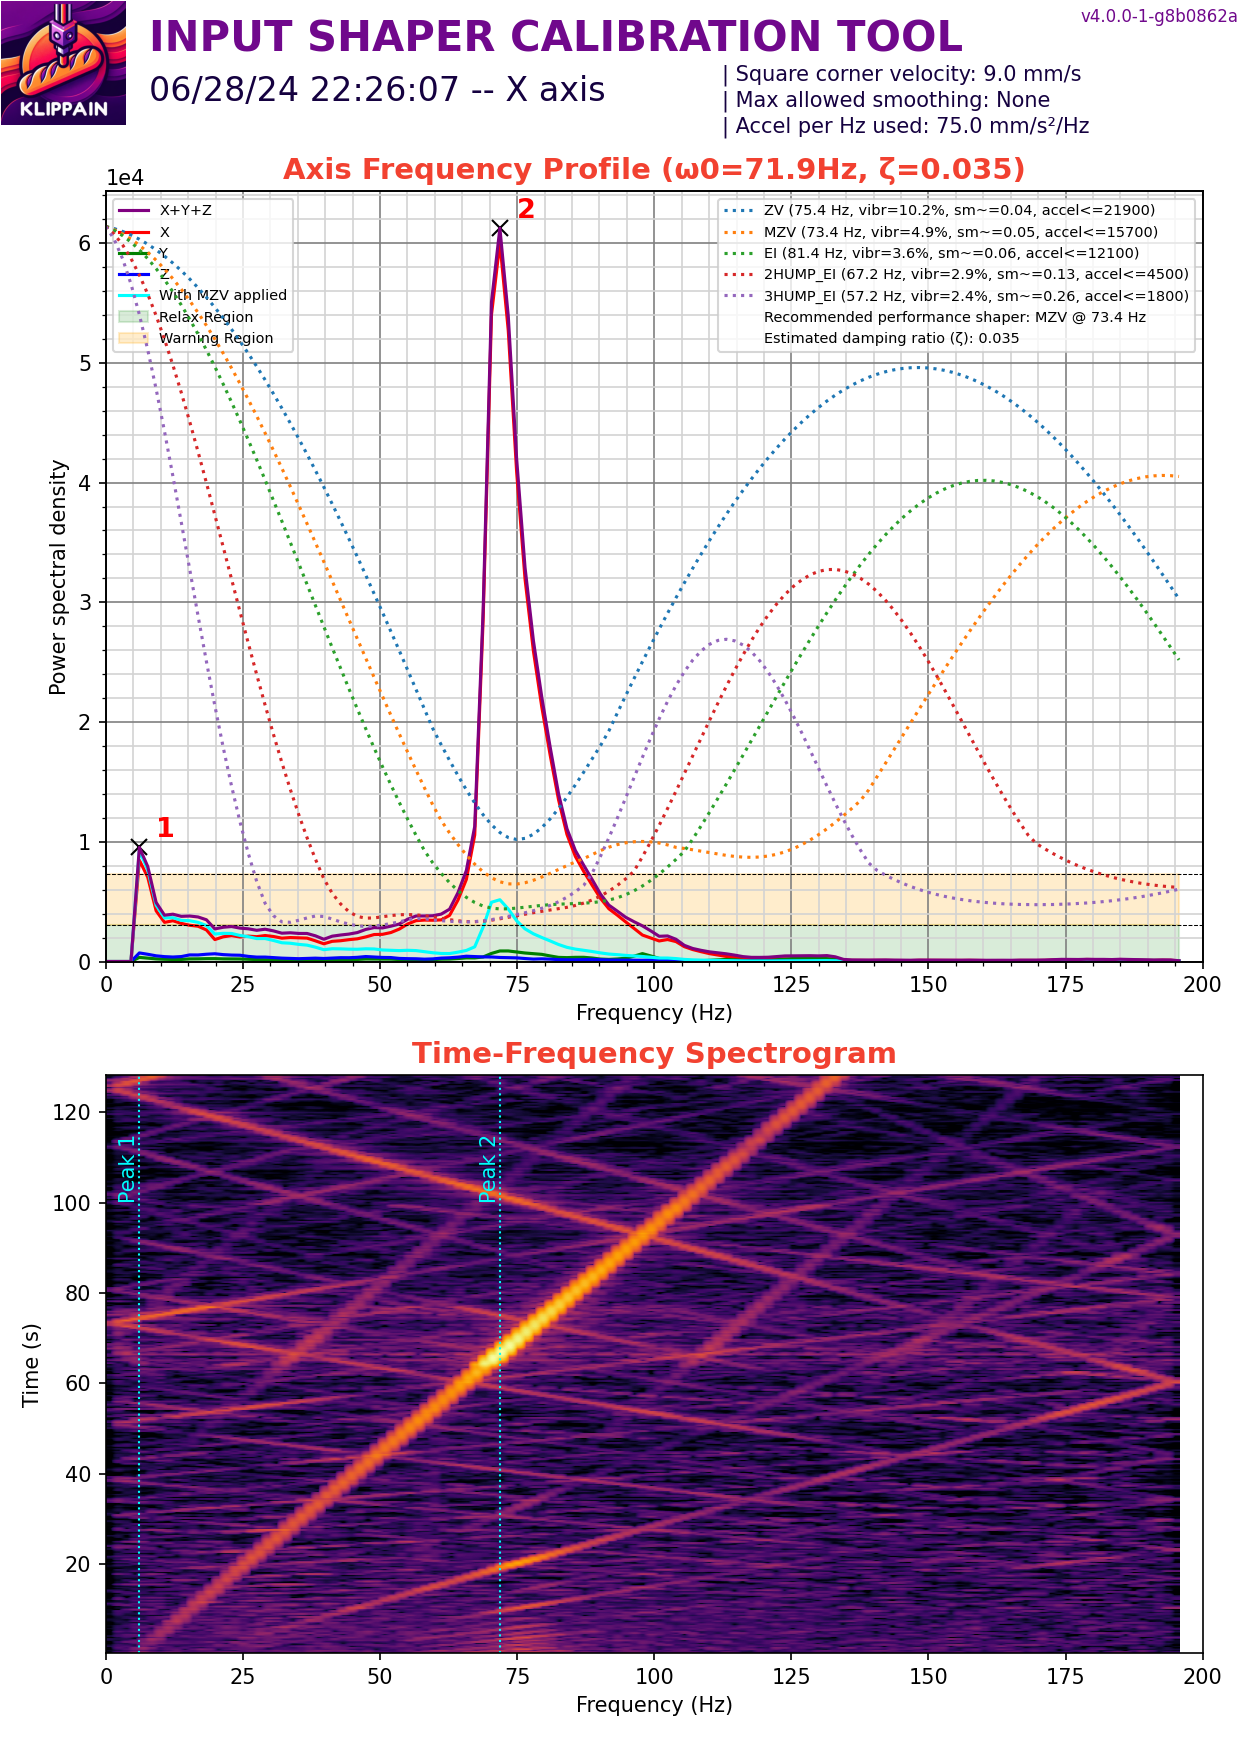 v4.0.0-1-g8b0862a
INPUT SHAPER CALIBRATION TOOL
06/28/24 22:26:07 -- X axis
| Square corner velocity: 9.0 mm/s
| Max allowed smoothing: None
| Accel per Hz used: 75.0 mm/s²/Hz
KLIPPAIN
Axis Frequency Profile (ω0=71.9Hz, ζ=0.035)
1e4
X+Y+Z
X
Y
Z
With MZV applied
Relax Region
Warning Region
2
ZV (75.4 Hz, vibr=10.2%, sm~=0.04, accel<=21900)
MZV (73.4 Hz, vibr=4.9%, sm~=0.05, accel<=15700)
EI (81.4 Hz, vibr=3.6%, sm~=0.06, accel<=12100)
2HUMP_EI (67.2 Hz, vibr=2.9%, sm~=0.13, accel<=4500)
3HUMP_EI (57.2 Hz, vibr=2.4%, sm~=0.26, accel<=1800)
Recommended performance shaper: MZV @ 73.4 Hz
Estimated damping ratio (ζ): 0.035
6
5
4
3
2
1
0
Power spectral density
1
0 25 50 75 100 125 150 175 200
Frequency (Hz)
Time-Frequency Spectrogram
120
100
80
60
40
20
Time (s)
Peak 1
Peak 2
0 25 50 75 100 125 150 175 200
Frequency (Hz)